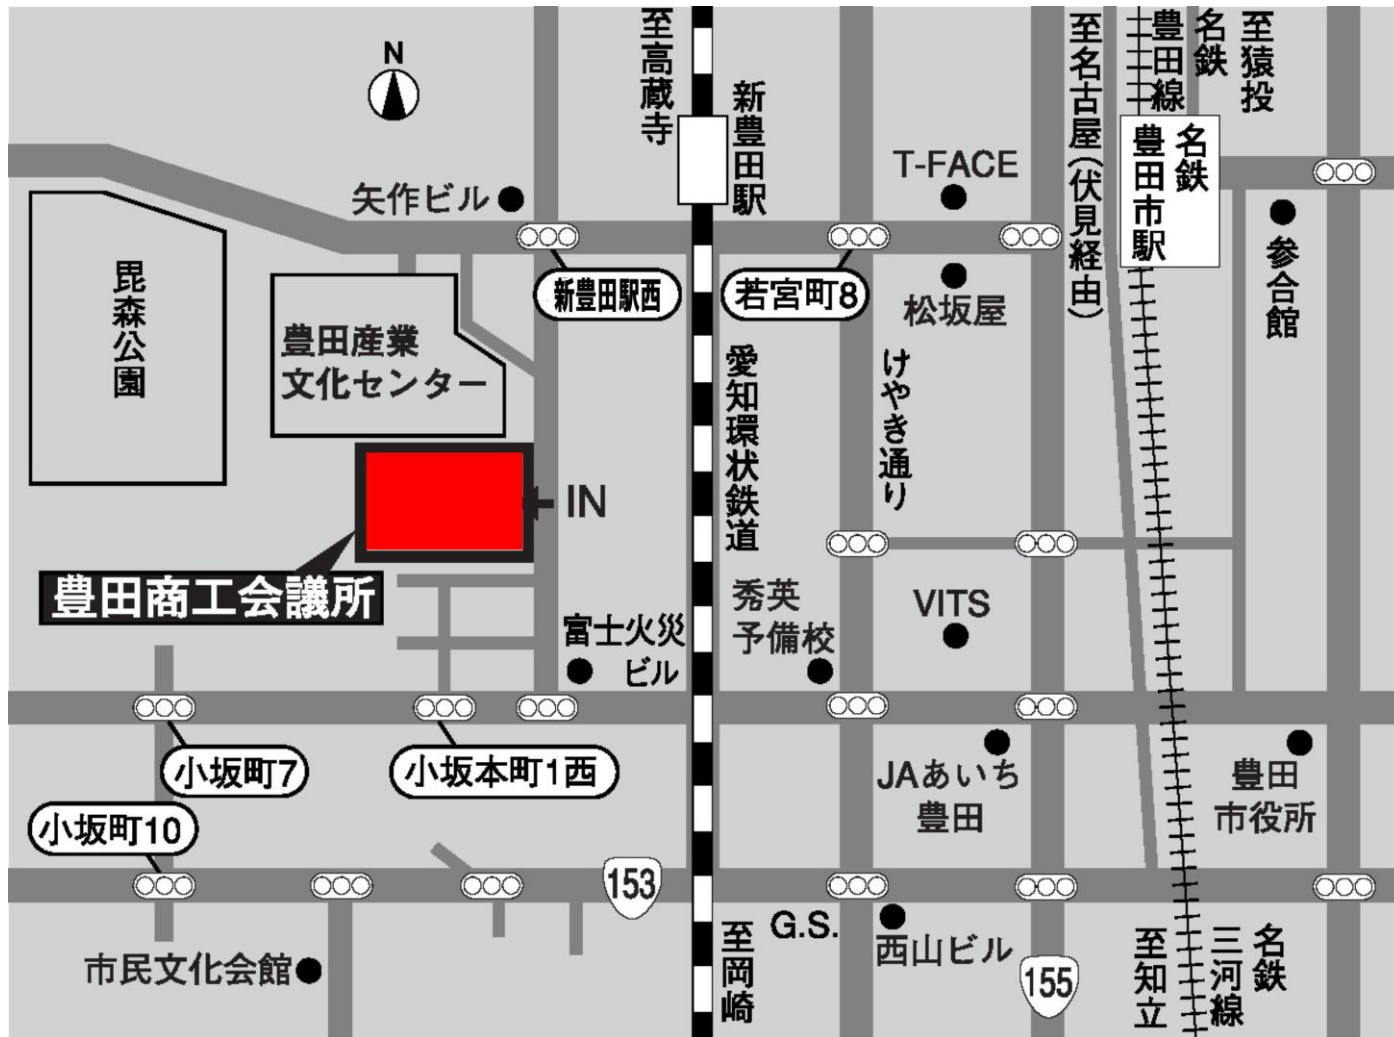 N
至高蔵寺
新豊田駅
至名古屋(伏見経由)
名鉄
豊田線
至猿投
名鉄
豊田市駅
T-FACE
矢作ビル
参合館
新豊田駅西
若宮町8
松坂屋
毘森公園
豊田産業
文化センター
愛知環状鉄道
けやき通り
IN
豊田商工会議所
富士火災
ビル
秀英
予備校
VITS
小坂町7
小坂本町1西
JAあいち
豊田
豊田
市役所
小坂町10
153
市民文化会館
至岡崎
G.S.
西山ビル
155
至知立
名鉄
三河線